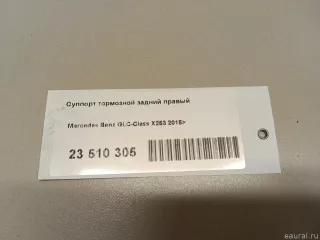 Суппорт тормозной задний правый
Mercedes Benz GLC-Class X253 2015>
23 510 305
eaural.ru